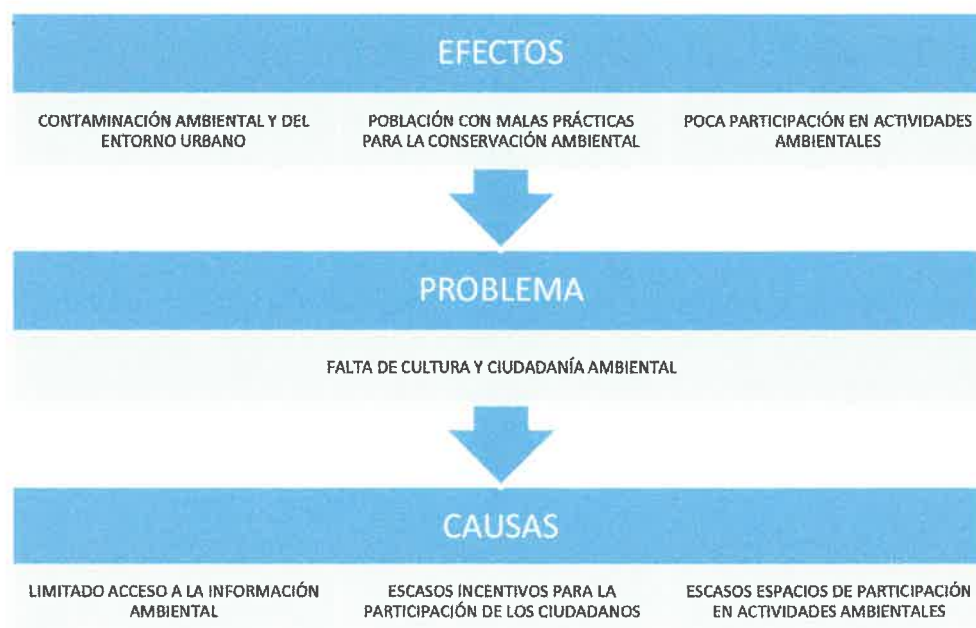 EFECTOS
CONTAMINACIÓN AMBIENTAL Y DEL
ENTORNO URBANO
POBLACIÓN CON MALAS PRÁCTICAS
PARA LA CONSERVACIÓN AMBIENTAL
POCA PARTICIPACIÓN EN ACTIVIDADES
AMBIENTALES
PROBLEMA
FALTA DE CULTURA Y CIUDADANÍA AMBIENTAL
CAUSAS
LIMITADO ACCESO A LA INFORMACIÓN
AMBIENTAL
ESCASOS INCENTIVOS PARA LA
PARTICIPACIÓN DE LOS CIUDADANOS
ESCASOS ESPACIOS DE PARTICIPACIÓN
EN ACTIVIDADES AMBIENTALES